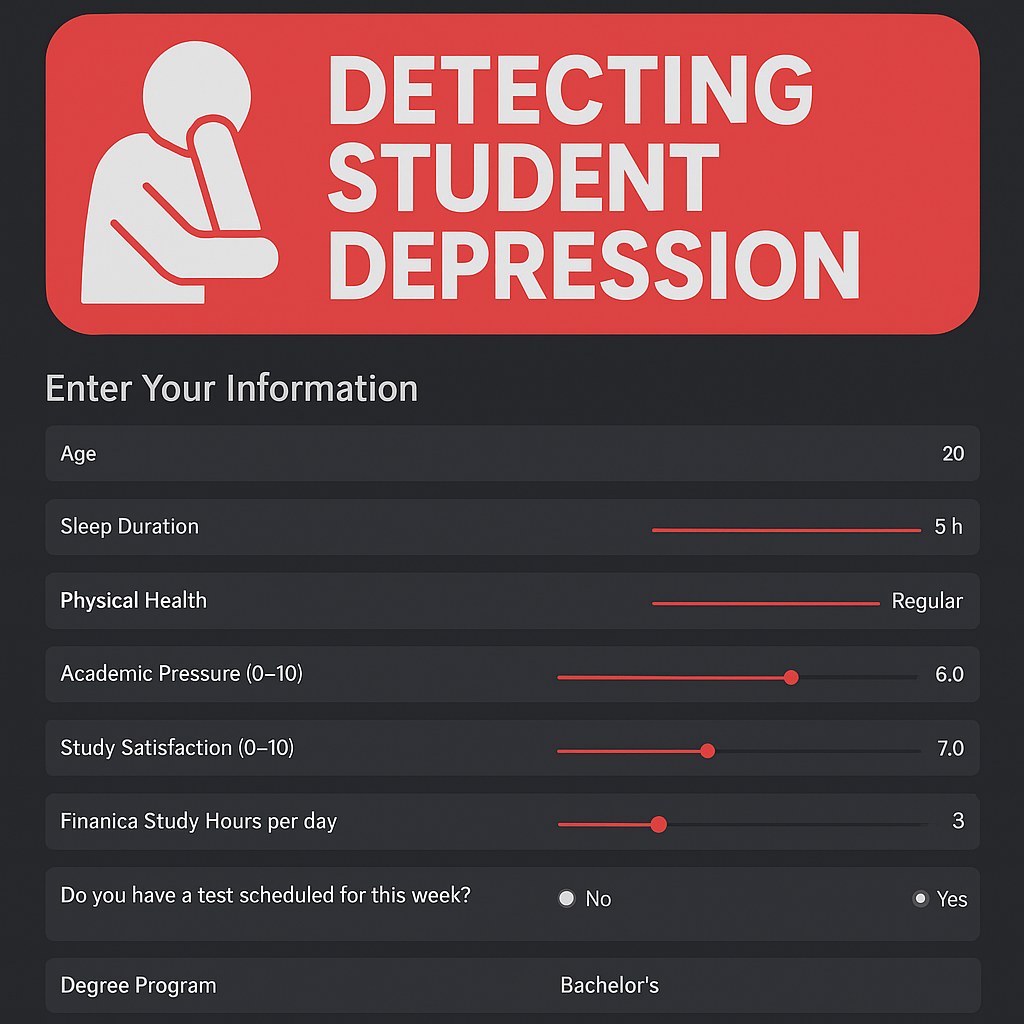 DETECTING
STUDENT
DEPRESSION
Enter Your Information
Age 20
Sleep Duration 5 h
Physical Health Regular
Academic Pressure (0–10) 6.0
Study Satisfaction (0–10) 7.0
Finanica Study Hours per day 3
Do you have a test scheduled for this week? No Yes
Degree Program Bachelor's